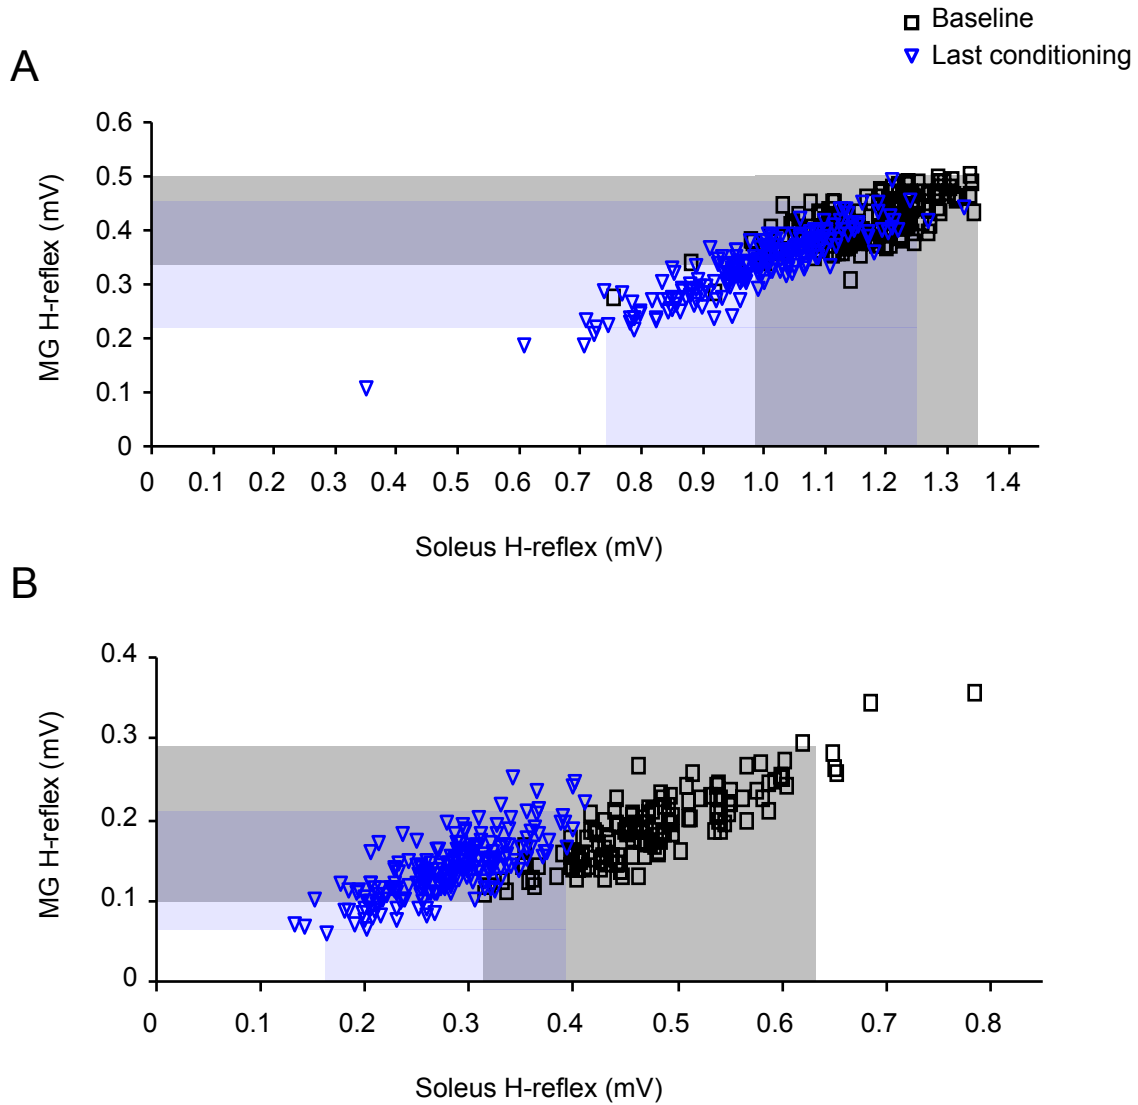 Baseline
Last conditioning
A
0.6
0.5
0.4
0.3
0.2
0.1
0
MG H-reflex (mV)
0 0.1 0.2 0.3 0.4 0.5 0.6 0.7 0.8 0.9 1.0 1.1 1.2 1.3 1.4
Soleus H-reflex (mV)
B
0.4
0.3
0.2
0.1
0
MG H-reflex (mV)
0 0.1 0.2 0.3 0.4 0.5 0.6 0.7 0.8
Soleus H-reflex (mV)